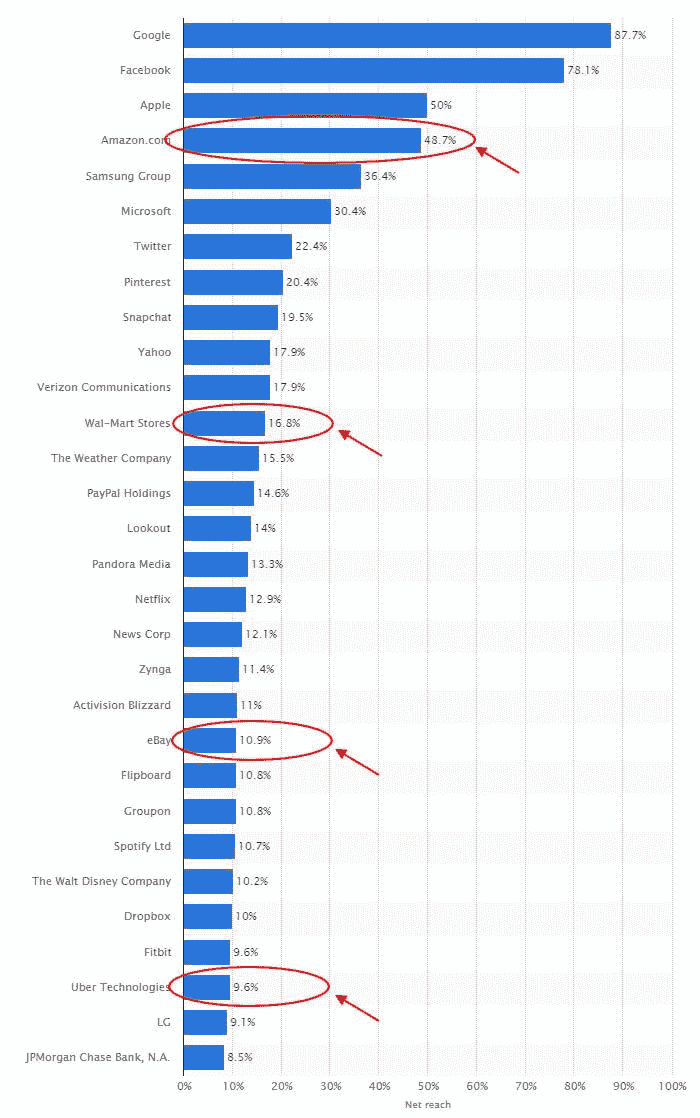 Google 87.7%
Facebook 78.1%
Apple 50%
Amazon.com 48.7%
Samsung Group 36.4%
Microsoft 30.4%
Twitter 22.4%
Pinterest 20.4%
Snapchat 19.5%
Yahoo 17.9%
Verizon Communications 17.9%
Wal-Mart Stores 16.8%
The Weather Company 15.5%
PayPal Holdings 14.6%
Lookout 14%
Pandora Media 13.3%
Netflix 12.9%
News Corp 12.1%
Zynga 11.4%
Activision Blizzard 11%
eBay 10.9%
Flipboard 10.8%
Groupon 10.8%
Spotify Ltd 10.7%
The Walt Disney Company 10.2%
Dropbox 10%
Fitbit 9.6%
Uber Technologies 9.6%
LG 9.1%
JPMorgan Chase Bank, N.A. 8.5%
0% 10% 20% 30% 40% 50% 60% 70% 80% 90% 100%
Net reach